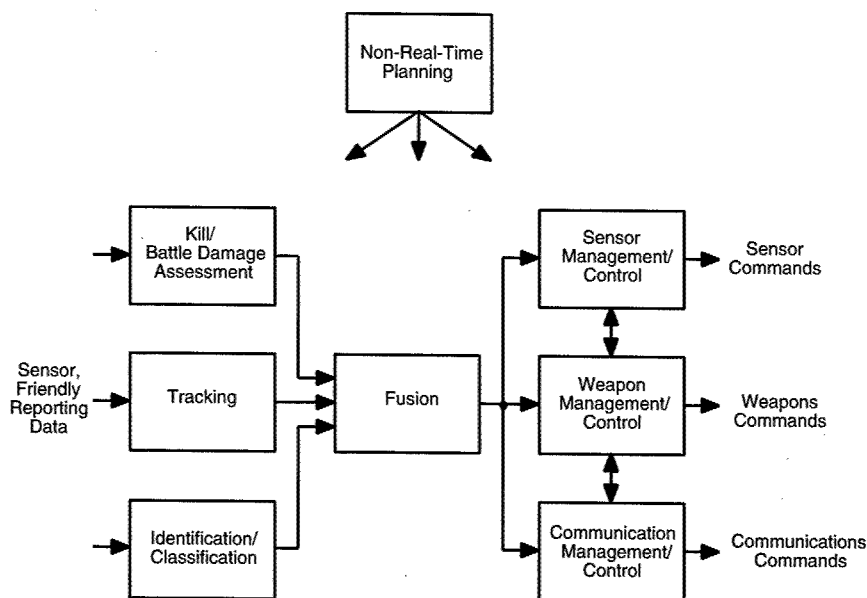 Non-Real-Time
Planning
Kill/
Battle Damage
Assessment
Sensor
Management/
Control
Sensor
Commands
Sensor,
Friendly
Reporting
Data
Tracking
Fusion
Weapon
Management/
Control
Weapons
Commands
Identification/
Classification
Communication
Management/
Control
Communications
Commands